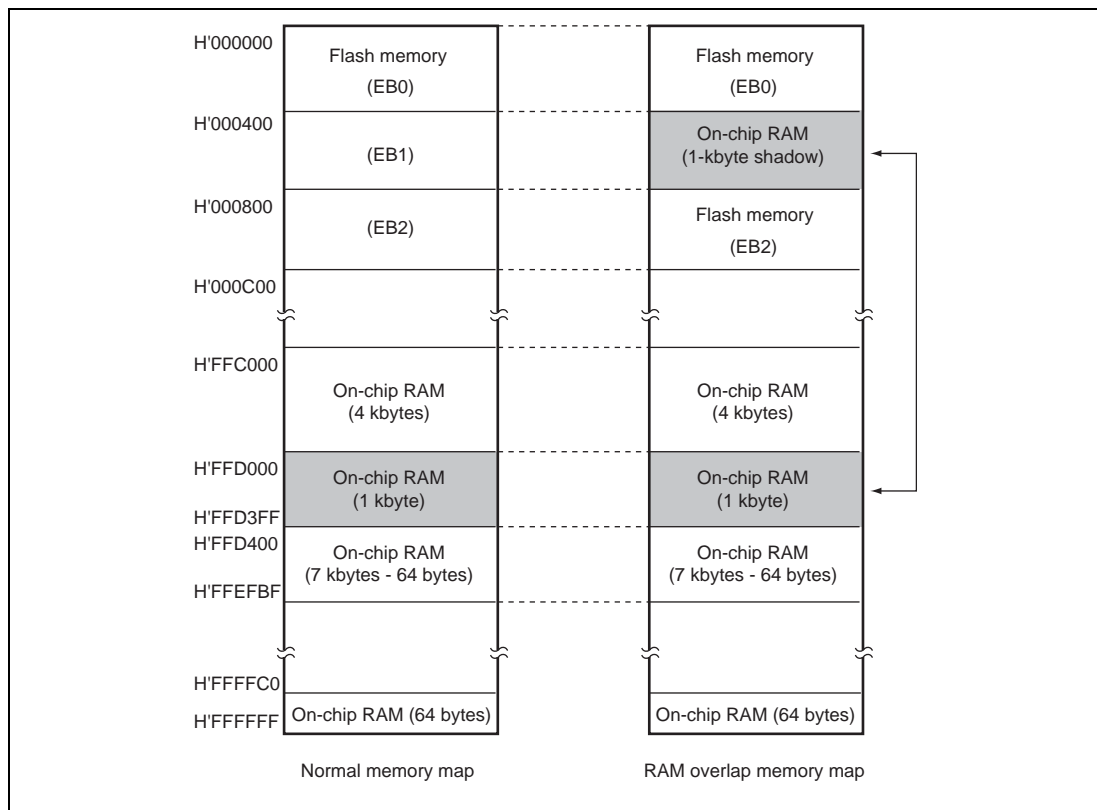 H'000000
Flash memory
(EB0)
H'000400
(EB1)
H'000800
(EB2)
H'000C00
H'FFC000
On-chip RAM
(4 kbytes)
H'FFD000
On-chip RAM
(1 kbyte)
H'FFD3FF
H'FFD400
On-chip RAM
(7 kbytes - 64 bytes)
H'FFEFBF
H'FFFFC0
On-chip RAM (64 bytes)
H'FFFFFF
Normal memory map
Flash memory
(EB0)
On-chip RAM
(1-kbyte shadow)
Flash memory
(EB2)
On-chip RAM
(4 kbytes)
On-chip RAM
(1 kbyte)
On-chip RAM
(7 kbytes - 64 bytes)
On-chip RAM (64 bytes)
RAM overlap memory map